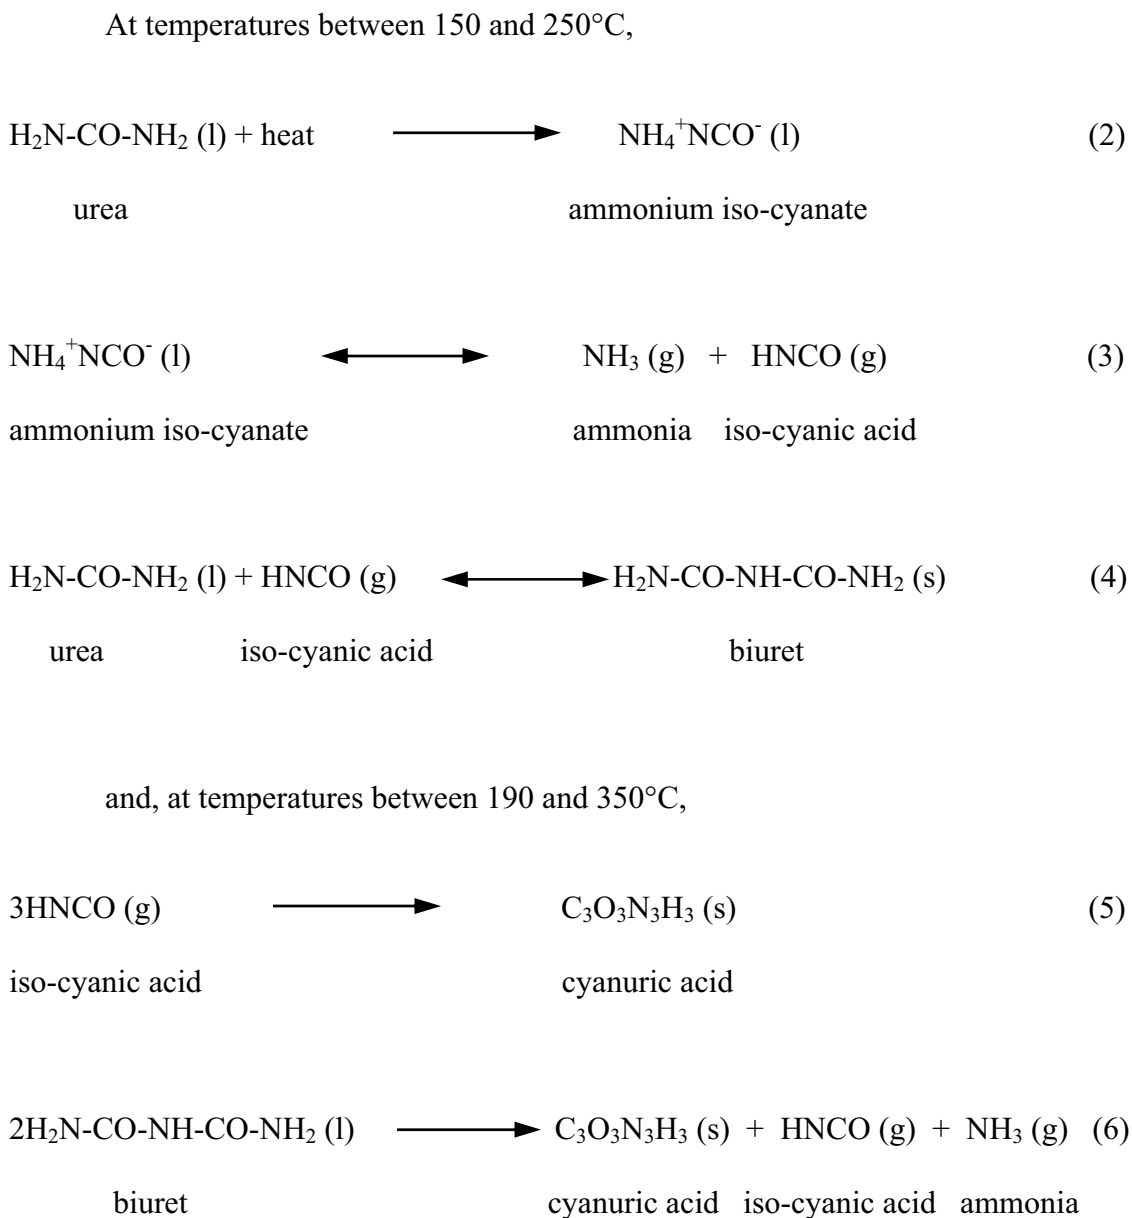 At temperatures between 150 and 250°C,
H₂N-CO-NH₂ (l) + heat ⟶ NH₄⁺NCO⁻ (l) (2)
urea ammonium iso-cyanate
NH₄⁺NCO⁻ (l) ⟷ NH₃ (g) + HNCO (g) (3)
ammonium iso-cyanate ammonia iso-cyanic acid
H₂N-CO-NH₂ (l) + HNCO (g) ⟷ H₂N-CO-NH-CO-NH₂ (s) (4)
urea iso-cyanic acid biuret
and, at temperatures between 190 and 350°C,
3HNCO (g) ⟶ C₃O₃N₃H₃ (s) (5)
iso-cyanic acid cyanuric acid
2H₂N-CO-NH-CO-NH₂ (l) ⟶ C₃O₃N₃H₃ (s) + HNCO (g) + NH₃ (g) (6)
biuret cyanuric acid iso-cyanic acid ammonia